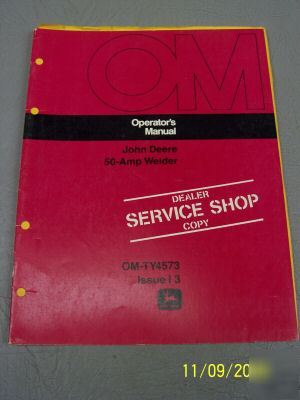 OM
Operator's
Manual
John Deere
50-Amp Welder
DEALER
SERVICE SHOP
COPY
OM-TY4573
Issue I 3
11/09/20